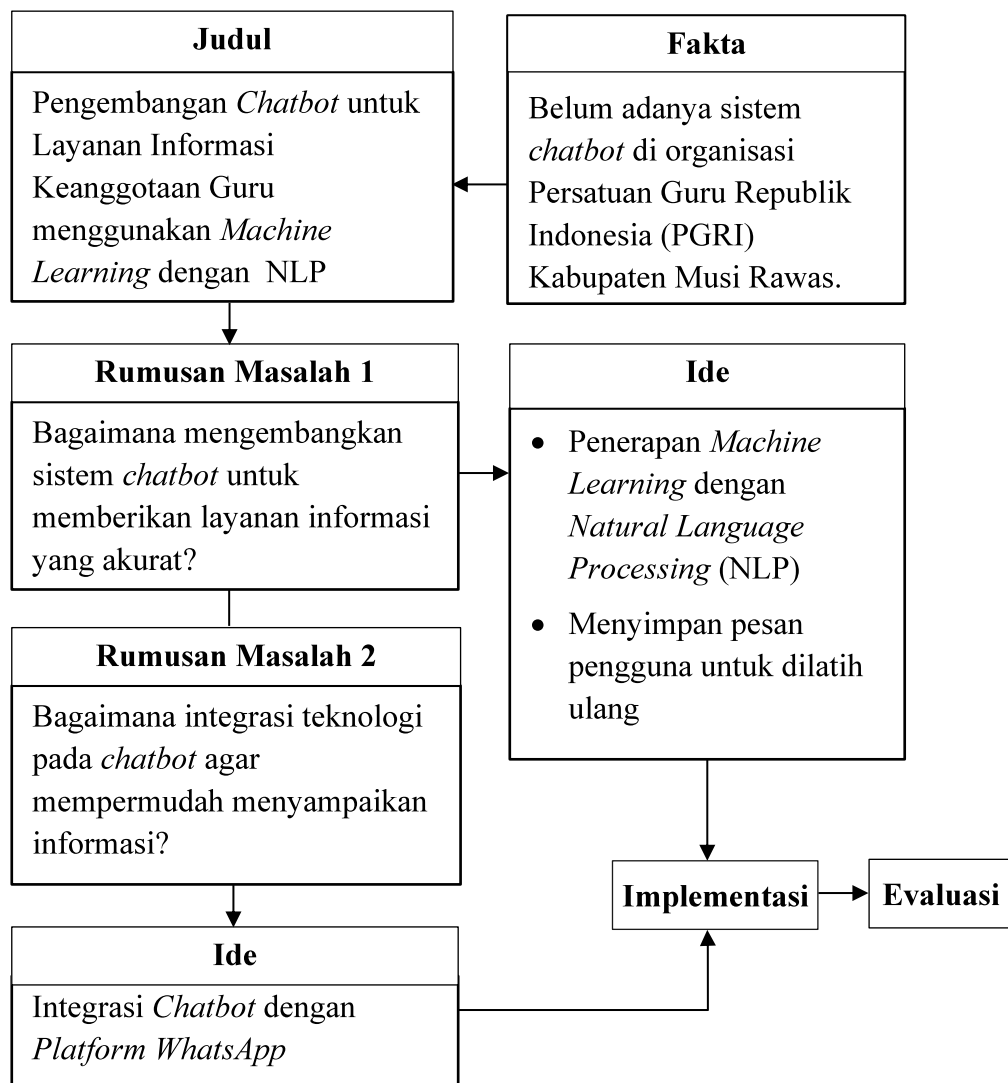 Judul
Pengembangan Chatbot untuk
Layanan Informasi
Keanggotaan Guru
menggunakan Machine
Learning dengan NLP
Fakta
Belum adanya sistem
chatbot di organisasi
Persatuan Guru Republik
Indonesia (PGRI)
Kabupaten Musi Rawas.
Rumusan Masalah 1
Bagaimana mengembangkan
sistem chatbot untuk
memberikan layanan informasi
yang akurat?
Ide
• Penerapan Machine
Learning dengan
Natural Language
Processing (NLP)
• Menyimpan pesan
pengguna untuk dilatih
ulang
Rumusan Masalah 2
Bagaimana integrasi teknologi
pada chatbot agar
mempermudah menyampaikan
informasi?
Implementasi
Evaluasi
Ide
Integrasi Chatbot dengan
Platform WhatsApp